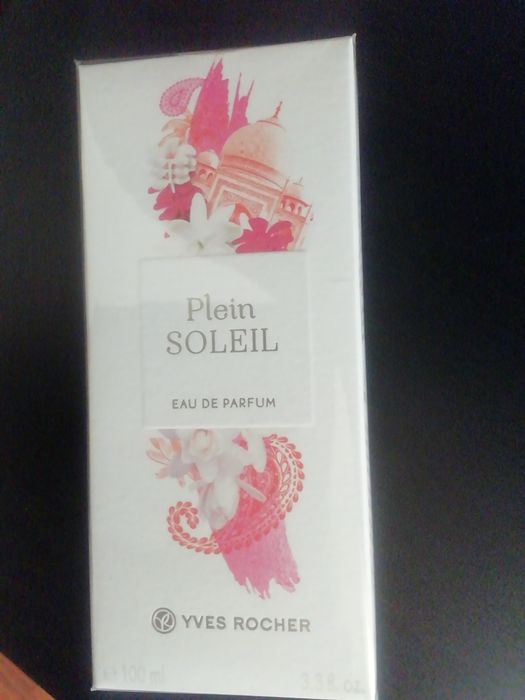 Plein
SOLEIL
EAU DE PARFUM
YVES ROCHER
e 100 ml 3.3 fl. oz.